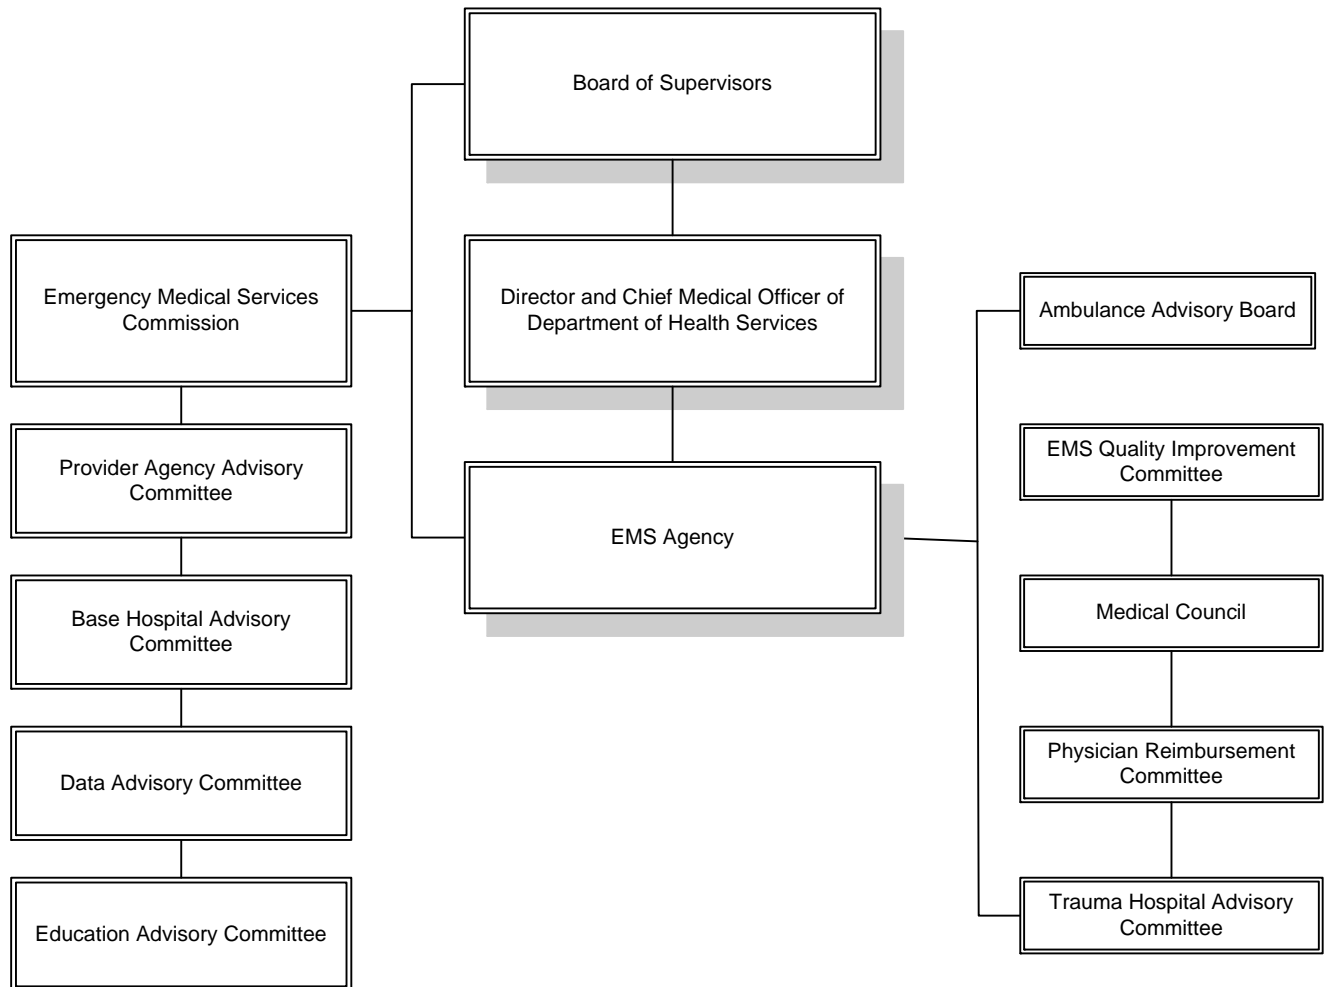 Board of Supervisors
Emergency Medical Services
Commission
Director and Chief Medical Officer of
Department of Health Services
Ambulance Advisory Board
Provider Agency Advisory
Committee
EMS Quality Improvement
Committee
EMS Agency
Base Hospital Advisory
Committee
Medical Council
Data Advisory Committee
Physician Reimbursement
Committee
Education Advisory Committee
Trauma Hospital Advisory
Committee